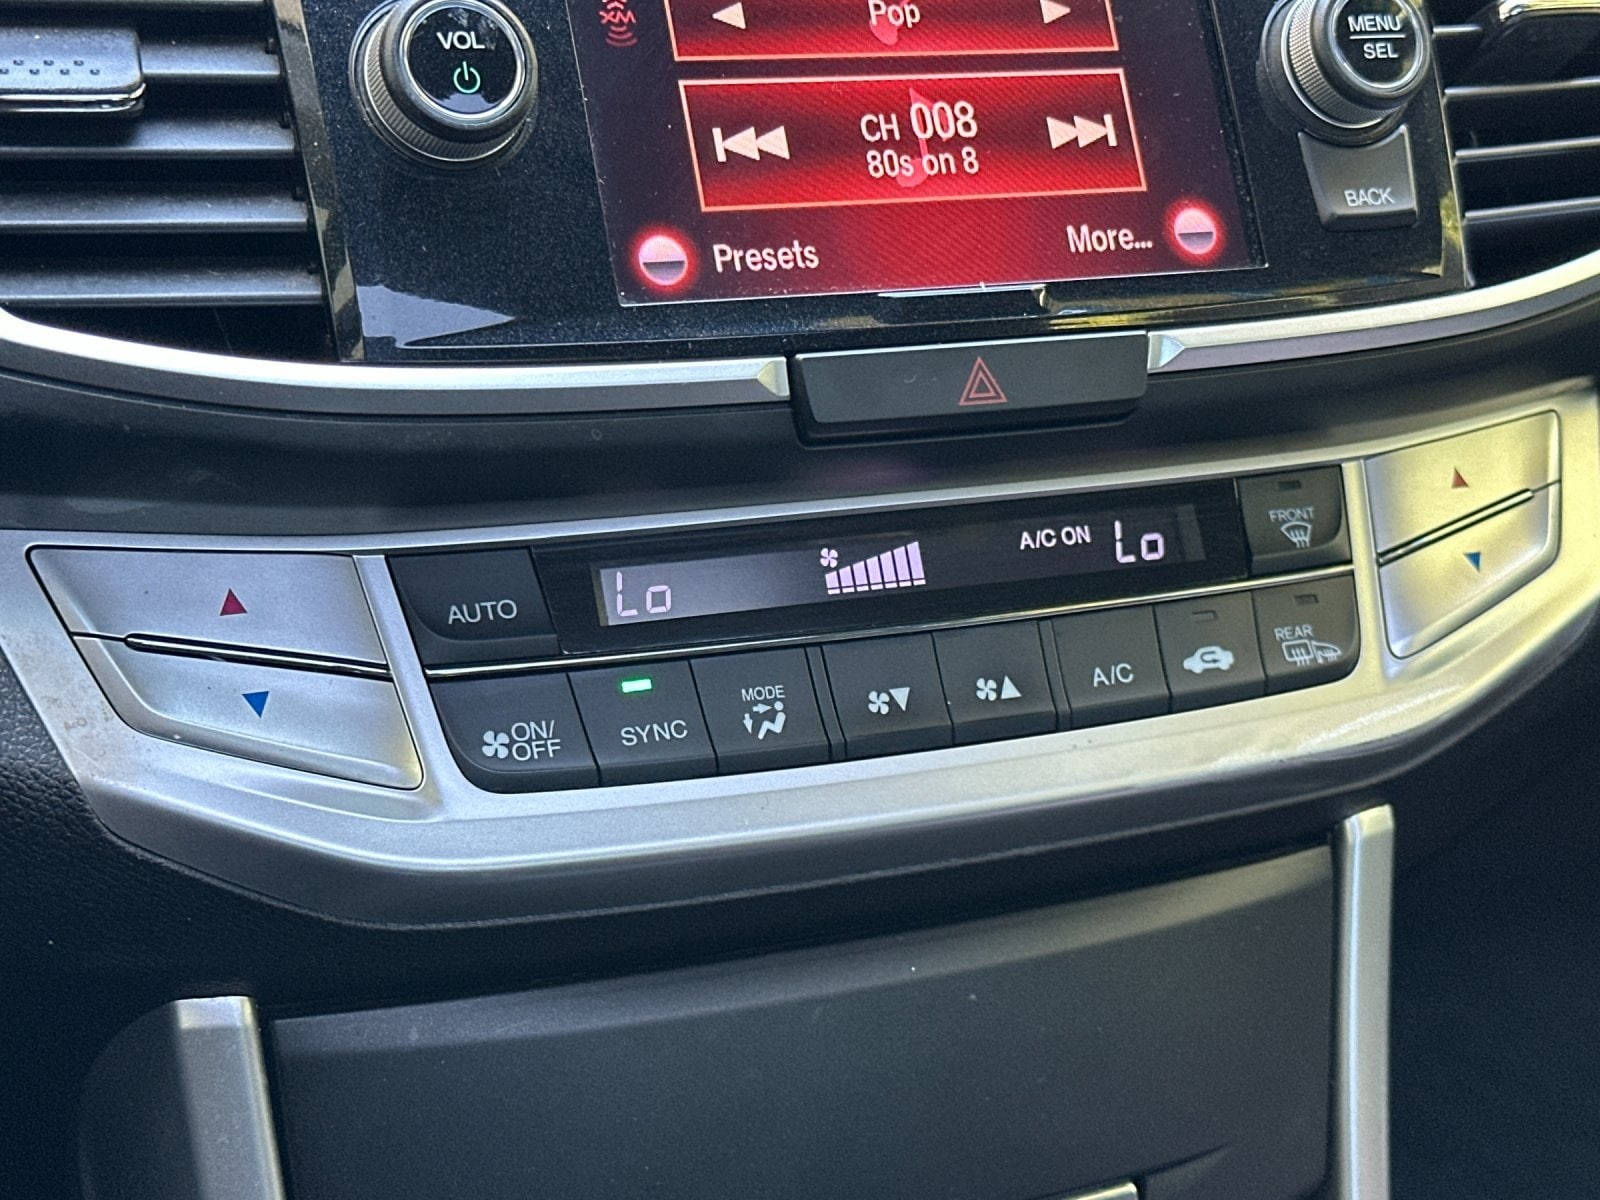 VOL
XM
Pop
MENU
SEL
CH 008
80s on 8
BACK
Presets
More...
AUTO
Lo
A/C ON
Lo
FRONT
ON/
OFF
SYNC
MODE
A/C
REAR